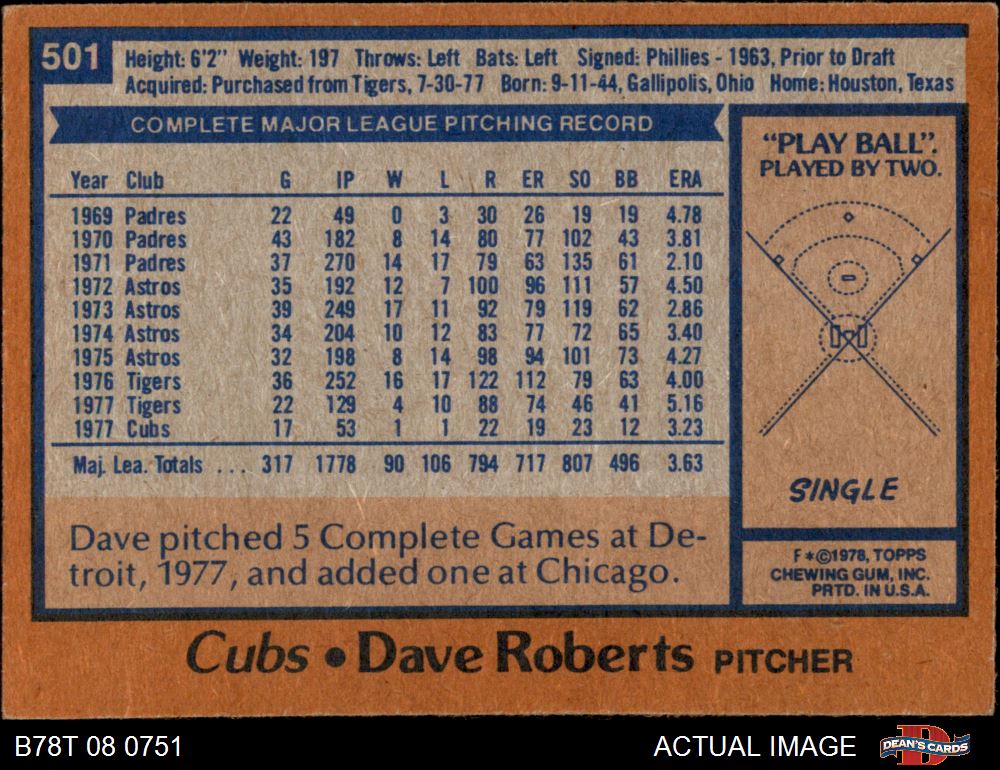 501
Height: 6'2" Weight: 197 Throws: Left Bats: Left Signed: Phillies - 1963, Prior to Draft
Acquired: Purchased from Tigers, 7-30-77 Born: 9-11-44, Gallipolis, Ohio Home: Houston, Texas
COMPLETE MAJOR LEAGUE PITCHING RECORD
Year Club G IP W L R ER SO BB ERA
1969 Padres 22 49 0 3 30 26 19 19 4.78
1970 Padres 43 182 8 14 80 77 102 43 3.81
1971 Padres 37 270 14 17 79 63 135 61 2.10
1972 Astros 35 192 12 7 100 96 111 57 4.50
1973 Astros 39 249 17 11 92 79 119 62 2.86
1974 Astros 34 204 10 12 83 77 72 65 3.40
1975 Astros 32 198 8 14 98 94 101 73 4.27
1976 Tigers 36 252 16 17 122 112 79 63 4.00
1977 Tigers 22 129 4 10 88 74 46 41 5.16
1977 Cubs 17 53 1 1 22 19 23 12 3.23
Maj. Lea. Totals ... 317 1778 90 106 794 717 807 496 3.63
Dave pitched 5 Complete Games at De-
troit, 1977, and added one at Chicago.
"PLAY BALL".
PLAYED BY TWO.
SINGLE
F*©1978, TOPPS
CHEWING GUM, INC.
PRTD. IN U.S.A.
Cubs • Dave Roberts PITCHER
B78T 08 0751 ACTUAL IMAGE
D
DEAN'S CARDS